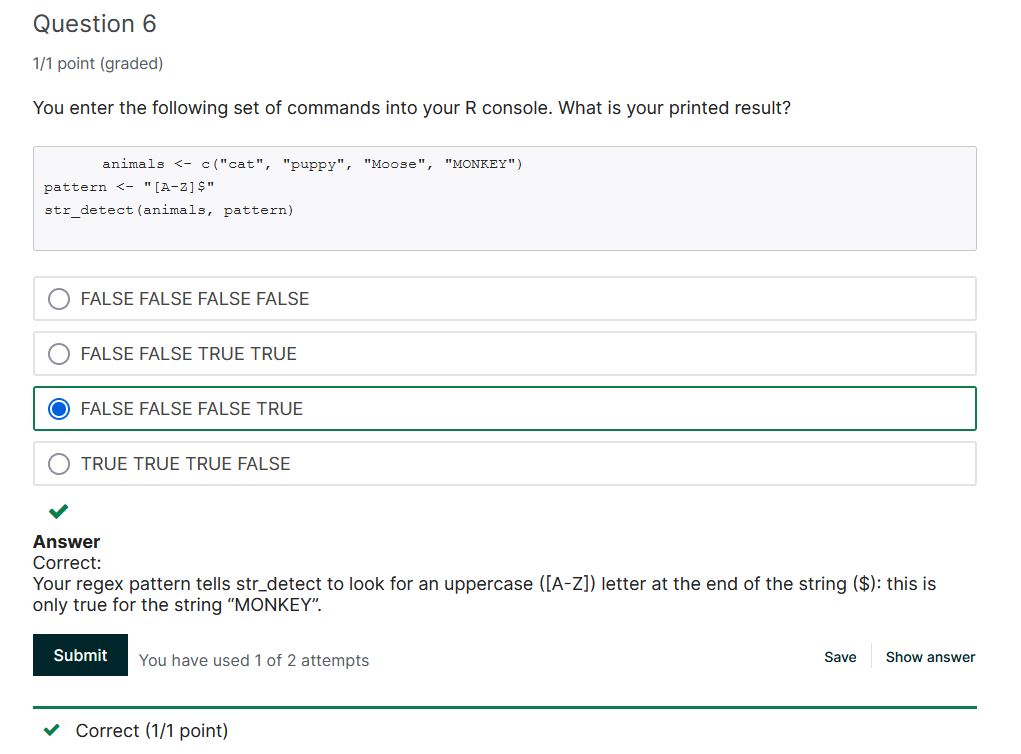 Question 6
1/1 point (graded)
You enter the following set of commands into your R console. What is your printed result?
animals <- c("cat", "puppy", "Moose", "MONKEY")
pattern <- "[A-Z]$"
str_detect(animals, pattern)
FALSE FALSE FALSE FALSE
FALSE FALSE TRUE TRUE
FALSE FALSE FALSE TRUE
TRUE TRUE TRUE FALSE
Answer
Correct:
Your regex pattern tells str_detect to look for an uppercase ([A-Z]) letter at the end of the string ($): this is
only true for the string “MONKEY”.
Submit
You have used 1 of 2 attempts
Save
Show answer
Correct (1/1 point)